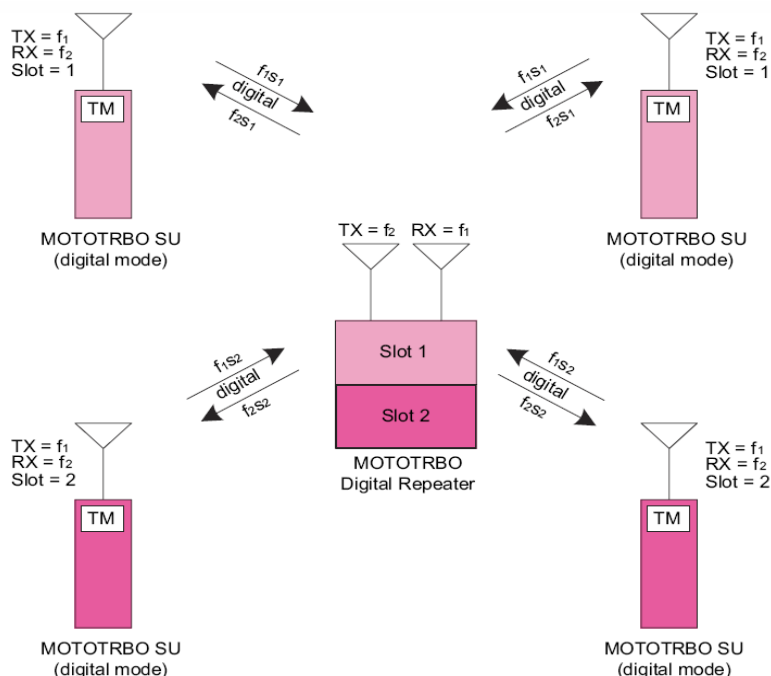 TX = f₁
RX = f₂
Slot = 1
TM
MOTOTRBO SU
(digital mode)
f₁s₁
digital
f₂s₁
f₁s₁
digital
f₂s₁
TX = f₁
RX = f₂
Slot = 1
TM
MOTOTRBO SU
(digital mode)
TX = f₂
RX = f₁
Slot 1
Slot 2
MOTOTRBO
Digital Repeater
f₁s₂
digital
f₂s₂
f₁s₂
digital
f₂s₂
TX = f₁
RX = f₂
Slot = 2
TM
MOTOTRBO SU
(digital mode)
TX = f₁
RX = f₂
Slot = 2
TM
MOTOTRBO SU
(digital mode)